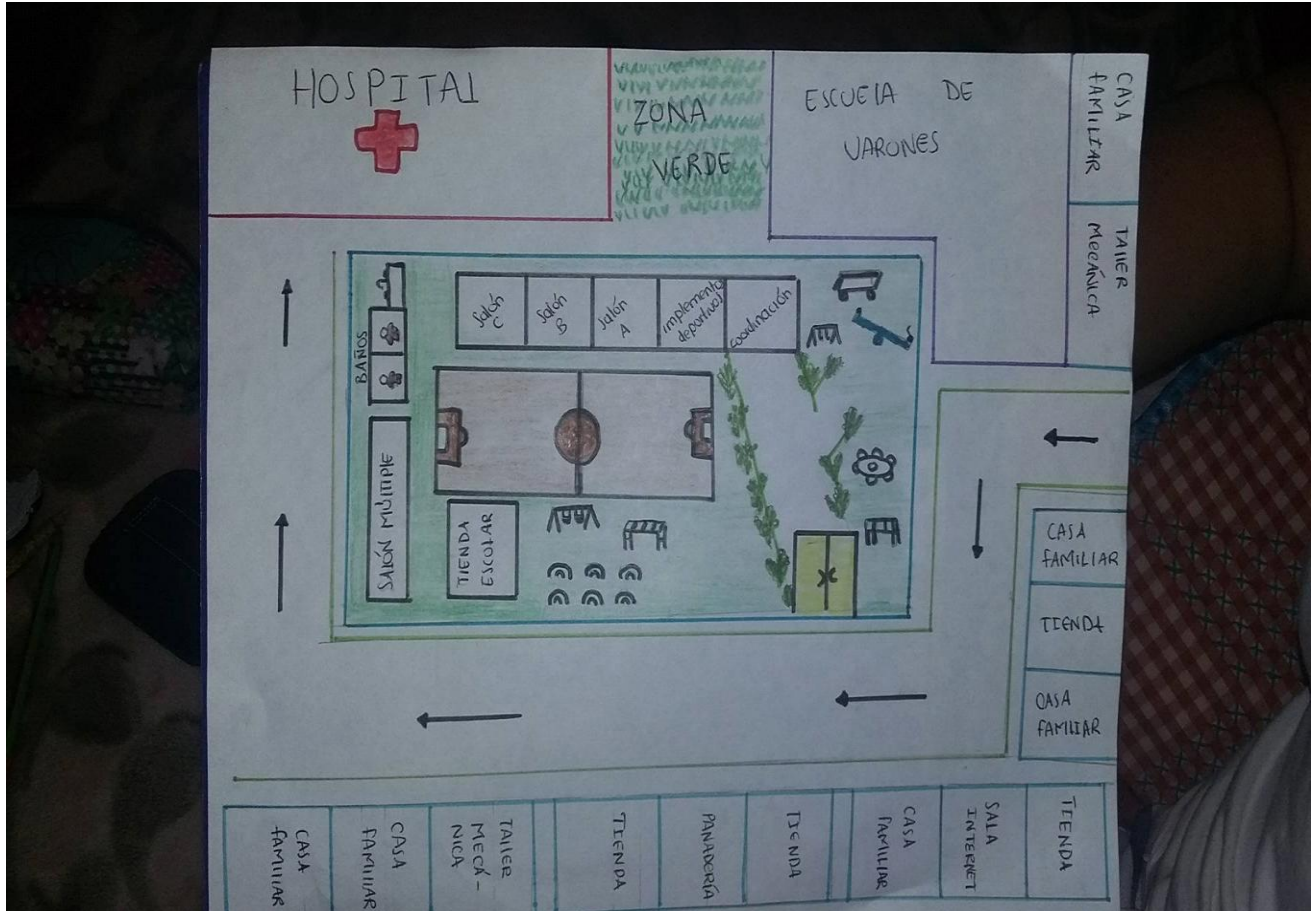 HOSPITAL
ZONA
VERDE
ESCUELA DE
VARONES
CASA
FAMILIAR
TALLER
MECÁNICA
BAÑOS
Salón
C
Salón
B
Salón
A
implementos
deportivos
coordinación
SALÓN MÚLTIPLE
TIENDA
ESCOLAR
CASA
FAMILIAR
TIENDA
CASA
FAMILIAR
CASA
FAMILIAR
CASA
FAMILIAR
TALLER
MECÁ-
NICA
TIENDA
PANADORÍA
TIENDA
CASA
FAMILIAR
SALA
INTERNET
TIENDA